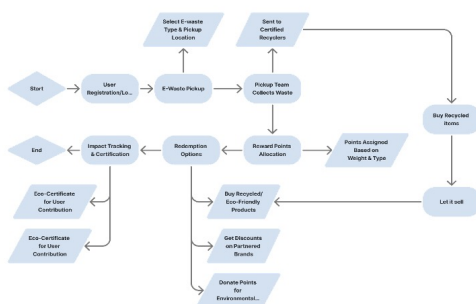 Select E-waste
Type & Pickup
Location
Sent to
Certified
Recyclers
Start
User
Registration/Lo...
E-Waste Pickup
Pickup Team
Collects Waste
Buy Recycled
Items
End
Impact Tracking
& Certification
Redemption
Options
Reward Points
Allocation
Points Assigned
Based on
Weight & Type
Eco-Certificate
for User
Contribution
Buy Recycled/
Eco-Friendly
Products
Let it sell
Eco-Certificate
for User
Contribution
Get Discounts
on Partnered
Brands
Donate Points
for
Environmental...